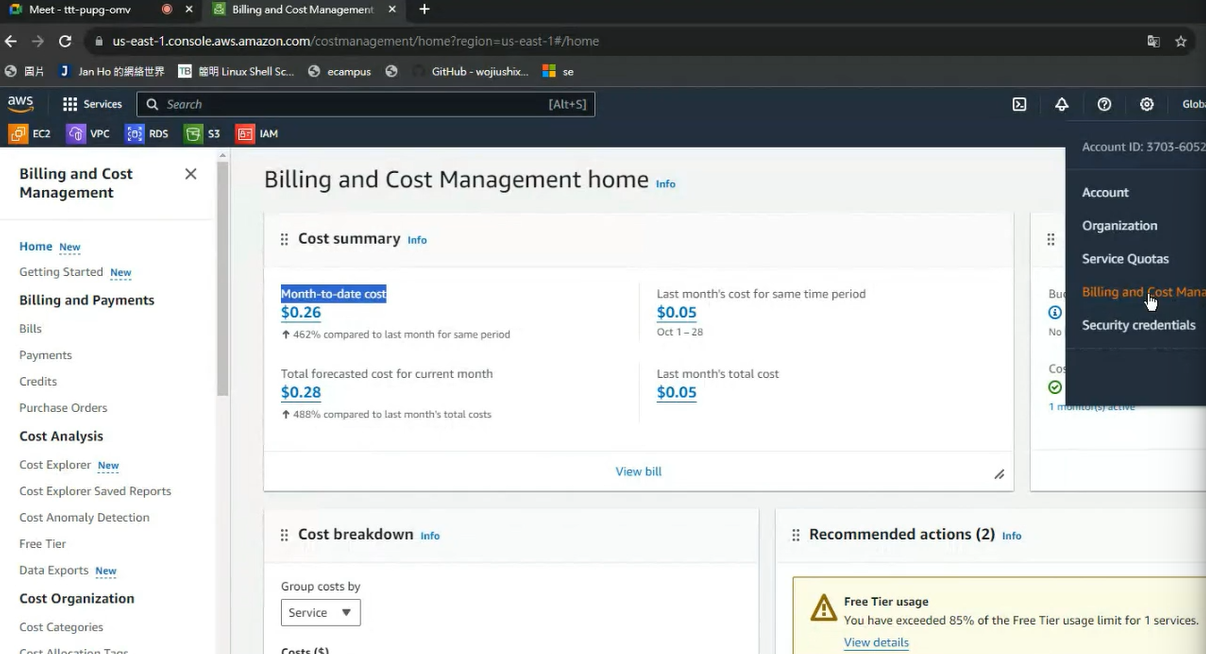 Meet - ttt-pupg-omv
Billing and Cost Management
us-east-1.console.aws.amazon.com/costmanagement/home?region=us-east-1#/home
圖片
Jan Ho 的網絡世界
TB 簡明 Linux Shell Sc...
ecampus
GitHub - wojiushix...
se
aws
Services
Search
[Alt+S]
Globa
EC2
VPC
RDS
S3
IAM
Account ID: 3703-6052
Account
Organization
Service Quotas
Billing and Cost Mana
Security credentials
Billing and Cost
Management
Home New
Getting Started New
Billing and Payments
Bills
Payments
Credits
Purchase Orders
Cost Analysis
Cost Explorer New
Cost Explorer Saved Reports
Cost Anomaly Detection
Free Tier
Data Exports New
Cost Organization
Cost Categories
Cost Allocation Tags
Billing and Cost Management home Info
Cost summary Info
Month-to-date cost
$0.26
↑ 462% compared to last month for same period
Last month's cost for same time period
$0.05
Oct 1 – 28
Total forecasted cost for current month
$0.28
↑ 488% compared to last month's total costs
Last month's total cost
$0.05
View bill
Bu
No
Cos
1 monitor(s) active
Cost breakdown Info
Group costs by
Service
Costs ($)
Recommended actions (2) Info
Free Tier usage
You have exceeded 85% of the Free Tier usage limit for 1 services.
View details